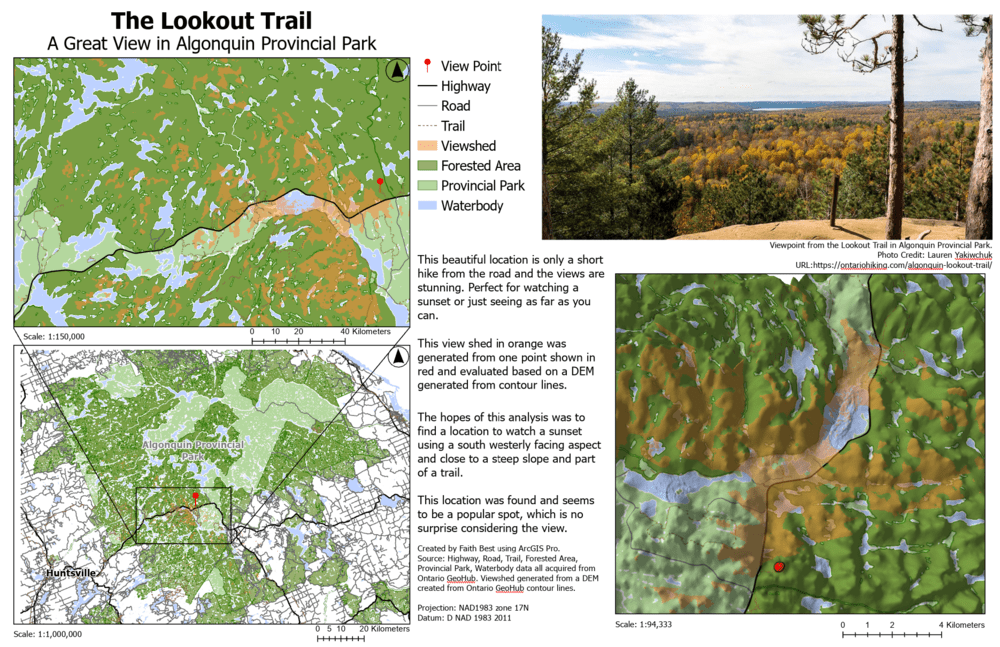 The Lookout Trail
A Great View in Algonquin Provincial Park
View Point
Highway
Road
Trail
Viewshed
Forested Area
Provincial Park
Waterbody
Viewpoint from the Lookout Trail in Algonquin Provincial Park.
Photo Credit: Lauren Yakiwchuk
URL:https://ontariohiking.com/algonquin-lookout-trail/
This beautiful location is only a short
hike from the road and the views are
stunning. Perfect for watching a
sunset or just seeing as far as you
can.
Scale: 1:150,000
0 10 20 40 Kilometers
This view shed in orange was
generated from one point shown in
red and evaluated based on a DEM
generated from contour lines.
The hopes of this analysis was to
find a location to watch a sunset
using a south westerly facing aspect
and close to a steep slope and part
of a trail.
This location was found and seems
to be a popular spot, which is no
surprise considering the view.
Created by Faith Best using ArcGIS Pro.
Source: Highway, Road, Trail, Forested Area,
Provincial Park, Waterbody data all acquired from
Ontario GeoHub. Viewshed generated from a DEM
created from Ontario GeoHub contour lines.
Projection: NAD1983 zone 17N
Datum: D NAD 1983 2011
Algonquin Provincial
Park
Huntsville
Scale: 1:1,000,000
0 5 10 20 Kilometers
Scale: 1:94,333
0 1 2 4 Kilometers